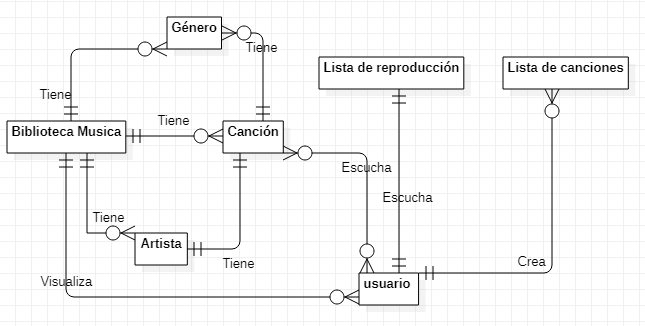 Género
Tiene
Lista de reproducción
Lista de canciones
Tiene
Tiene
Biblioteca Musica
Canción
Escucha
Escucha
Tiene
Artista
Tiene
Crea
Visualiza
usuario